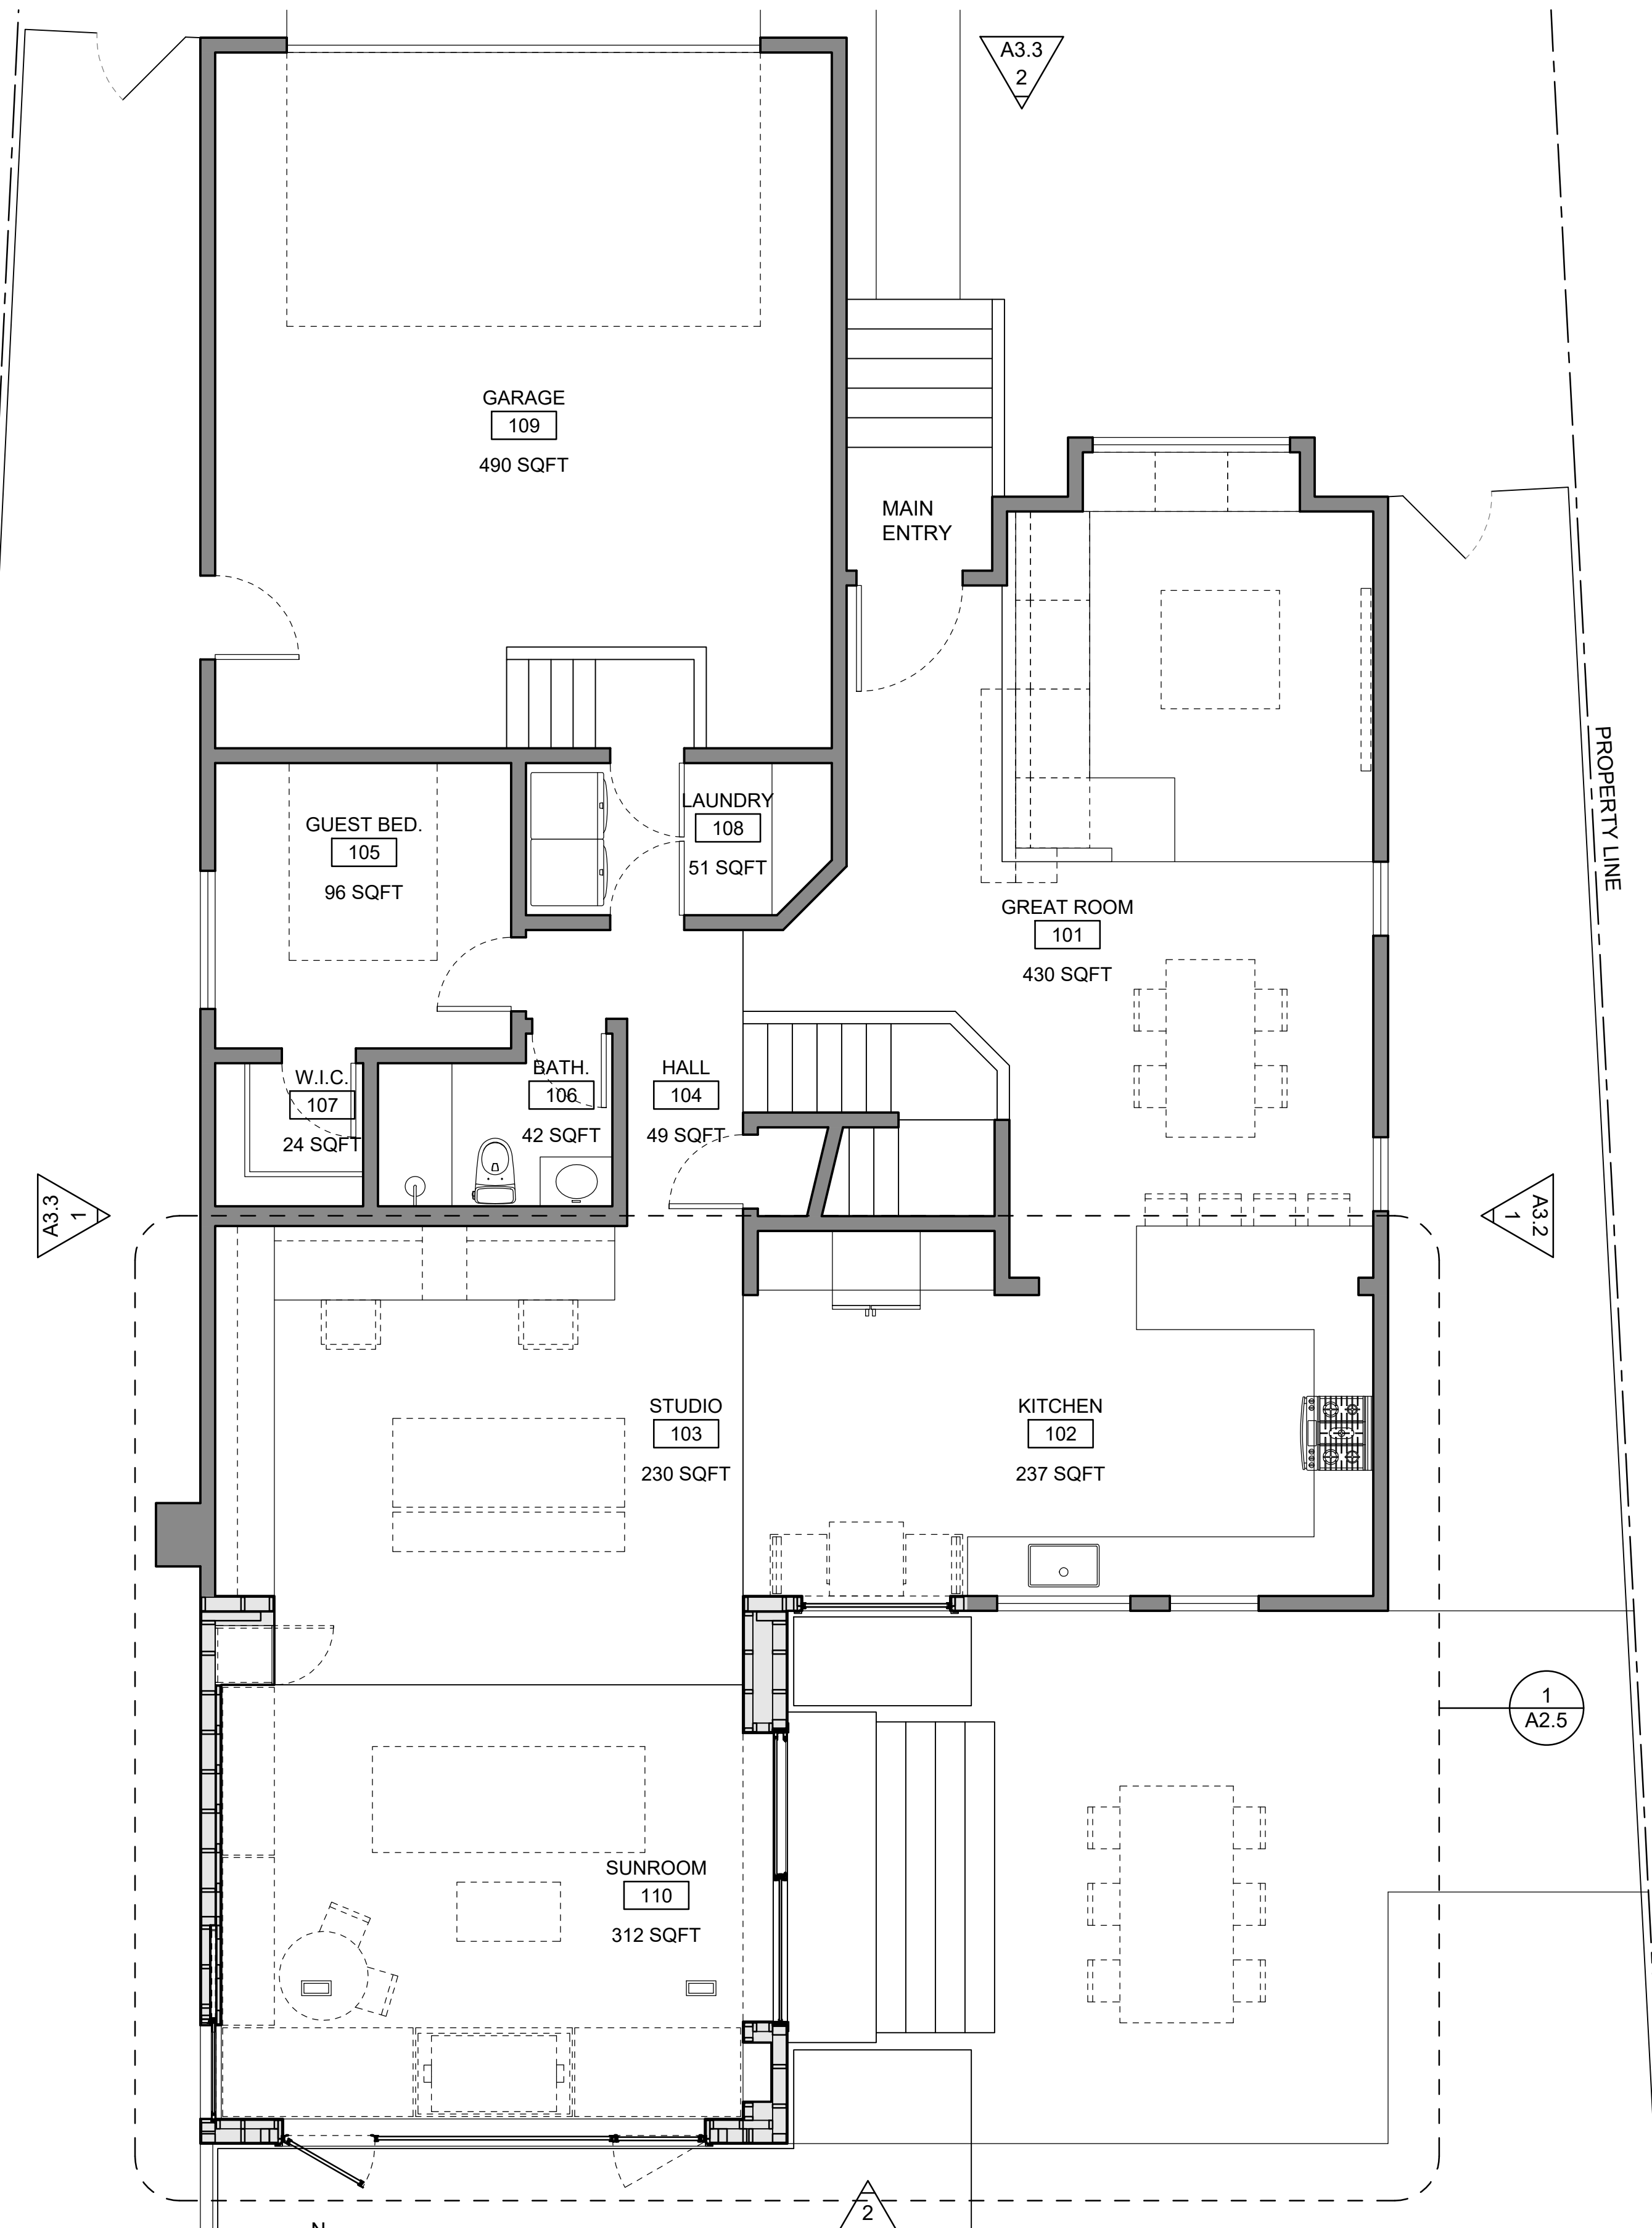 A3.3
2
GARAGE
109
490 SQFT
MAIN
ENTRY
PROPERTY LINE
LAUNDRY
108
51 SQFT
GUEST BED.
105
96 SQFT
GREAT ROOM
101
430 SQFT
W.I.C.
107
24 SQFT
BATH.
106
42 SQFT
HALL
104
49 SQFT
A3.3
1
A3.2
1
STUDIO
103
230 SQFT
KITCHEN
102
237 SQFT
1
A2.5
SUNROOM
110
312 SQFT
2